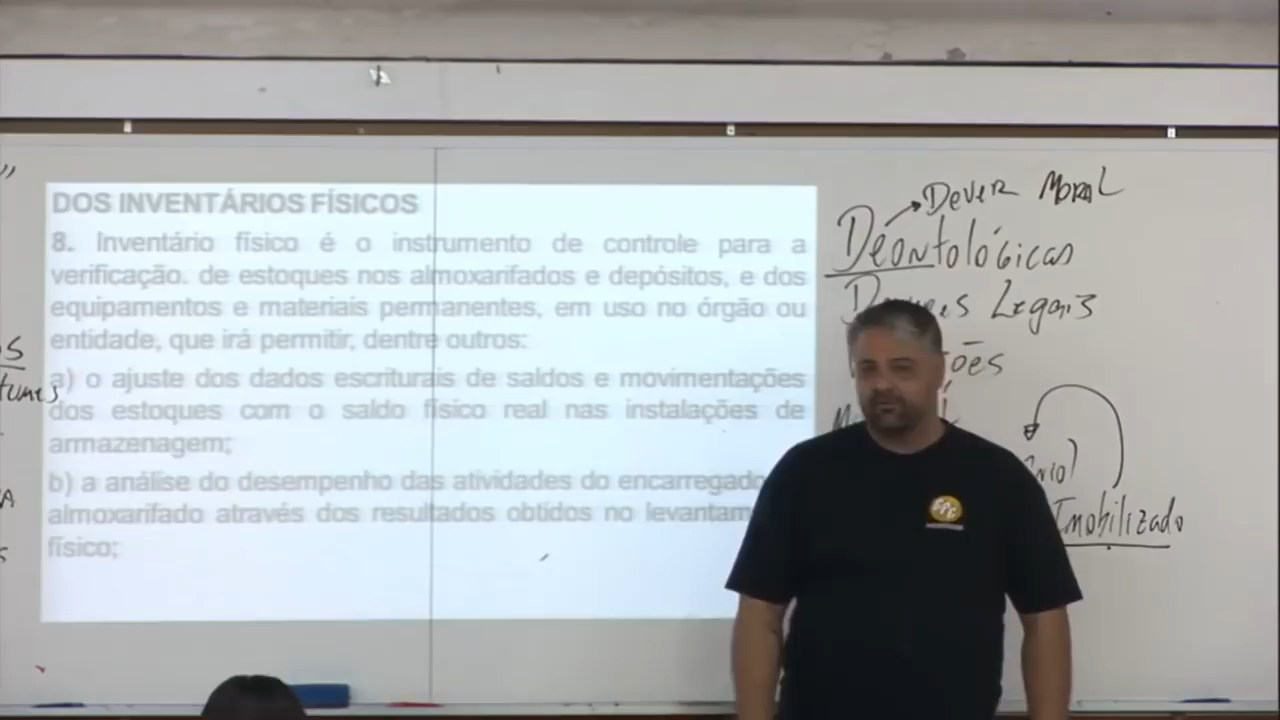 DOS INVENTÁRIOS FÍSICOS
8. Inventário físico é o instrumento de controle para a
verificação. de estoques nos almoxarifados e depósitos, e dos
equipamentos e materiais permanentes, em uso no órgão ou
entidade, que irá permitir, dentre outros:
a) o ajuste dos dados escriturais de saldos e movimentações
dos estoques com o saldo físico real nas instalações de
armazenagem;
b) a análise do desempenho das atividades do encarregado
almoxarifado através dos resultados obtidos no
físico;
Dever Moral
Deontológicas
Legais
Imobilizado